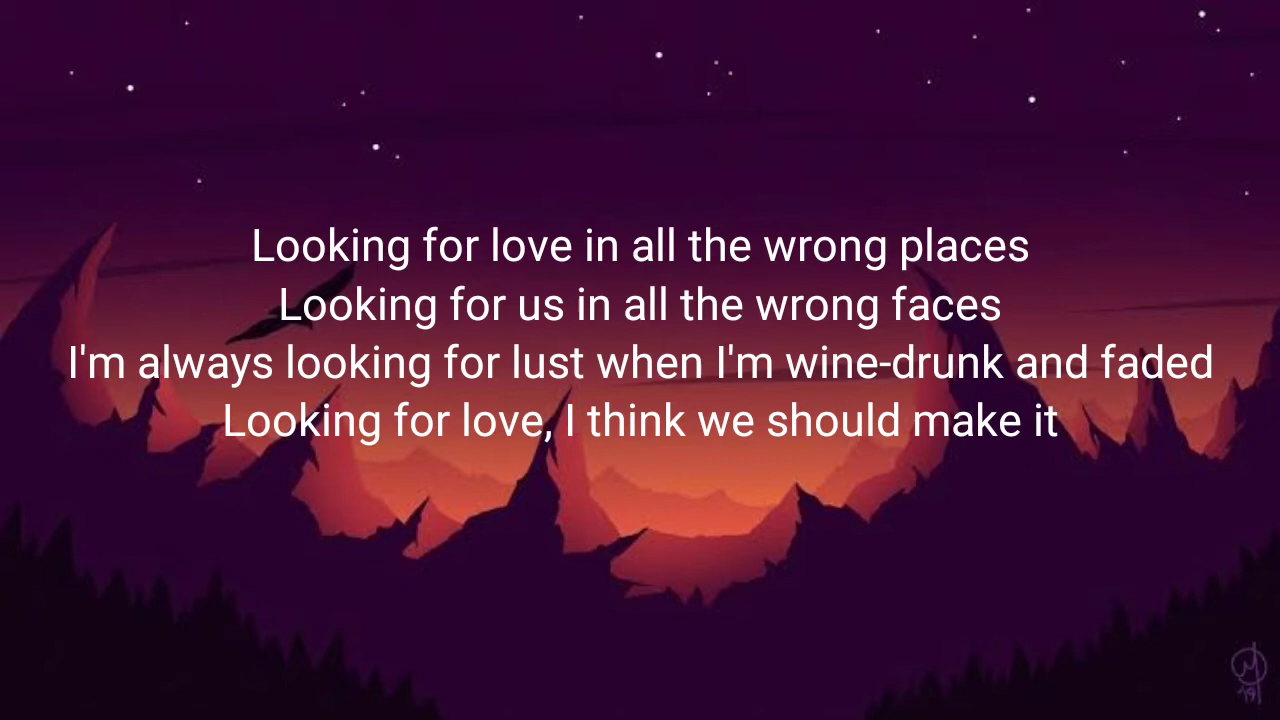 Looking for love in all the wrong places
Looking for us in all the wrong faces
I'm always looking for lust when I'm wine-drunk and faded
Looking for love, I think we should make it